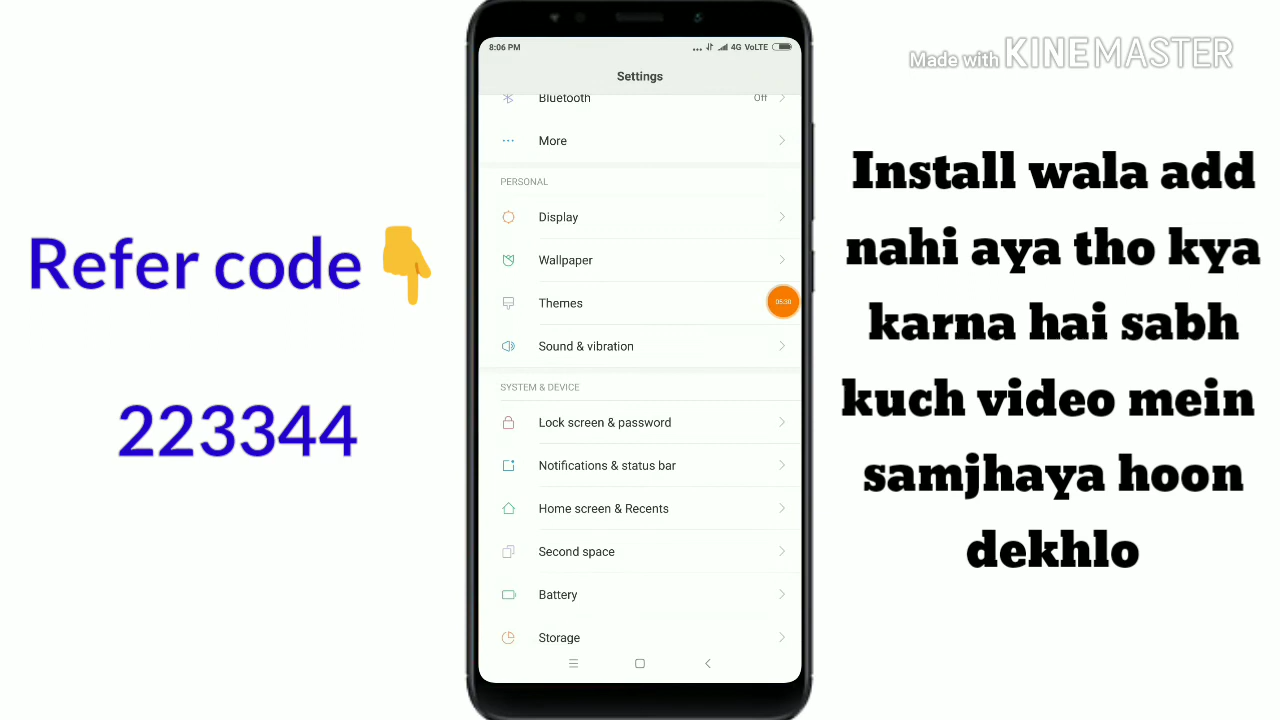 Made with KINEMASTER
Refer code
223344
8:06 PM
... 4G VoLTE
Settings
Bluetooth Off
More
PERSONAL
Display
Wallpaper
Themes
05:30
Sound & vibration
SYSTEM & DEVICE
Lock screen & password
Notifications & status bar
Home screen & Recents
Second space
Battery
Storage
Install wala add
nahi aya tho kya
karna hai sabh
kuch video mein
samjhaya hoon
dekhlo